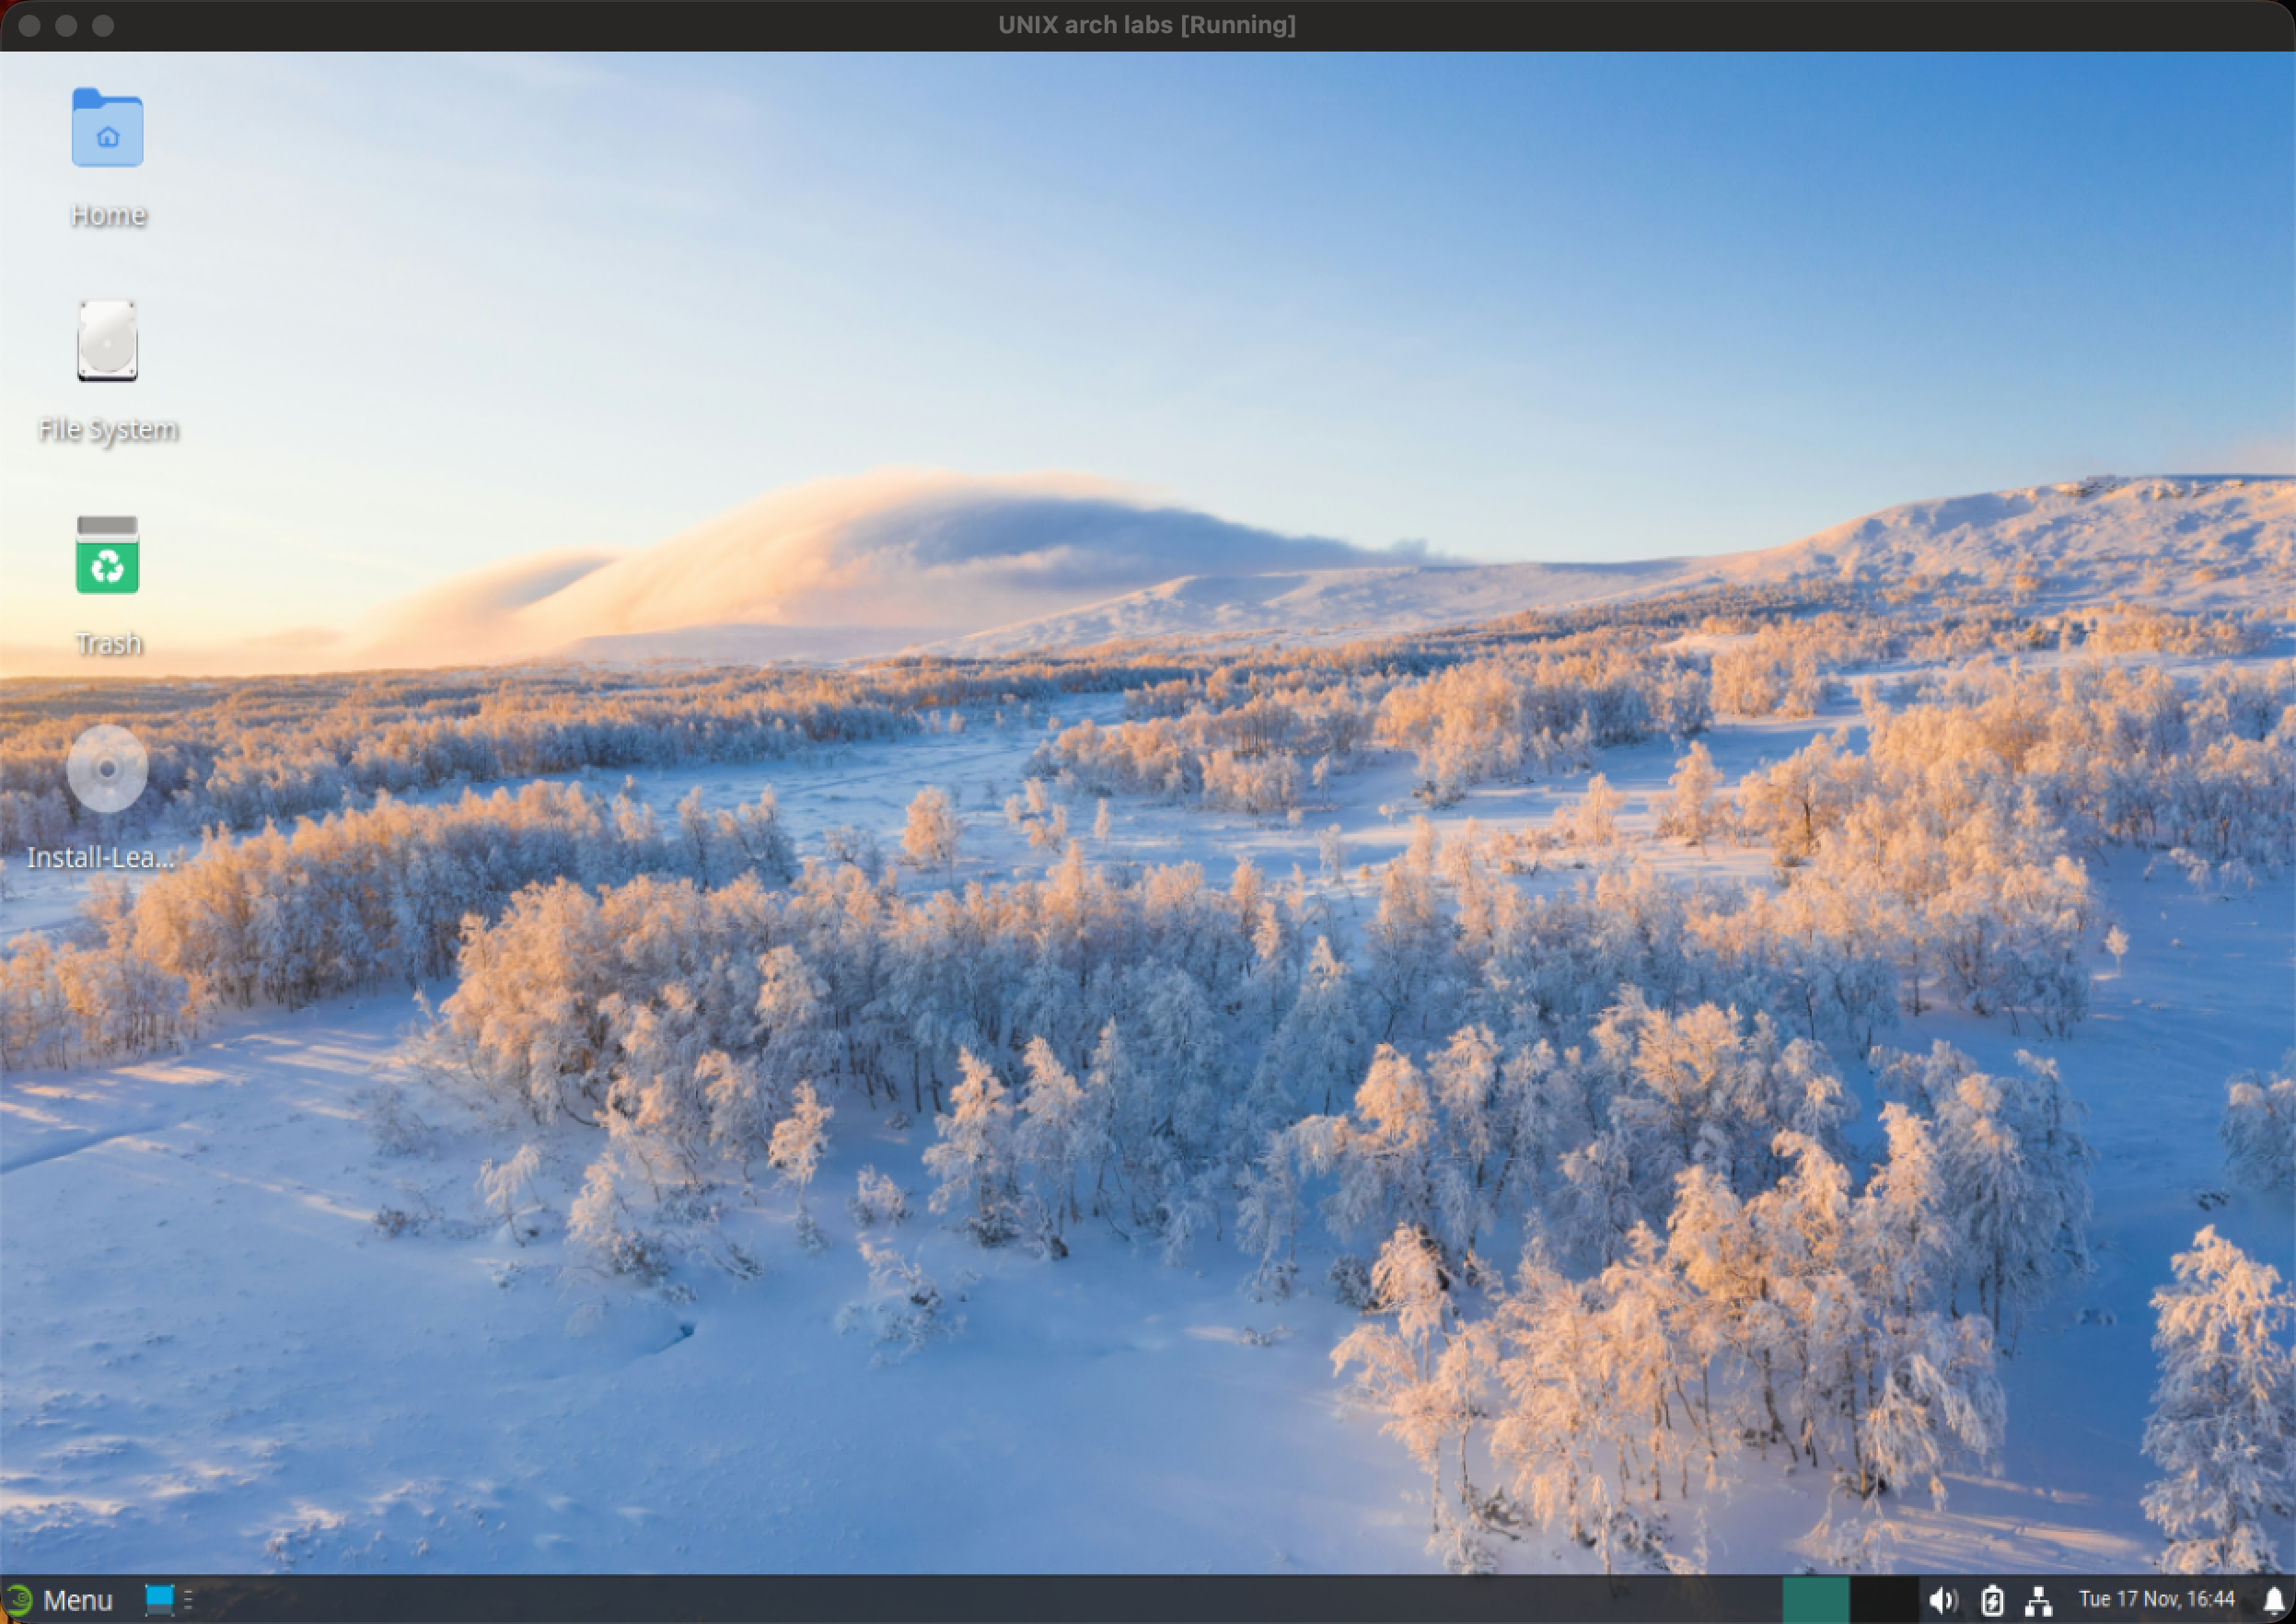 UNIX arch labs [Running]
Home
File System
Trash
Install-Lea...
Menu
Tue 17 Nov, 16:44